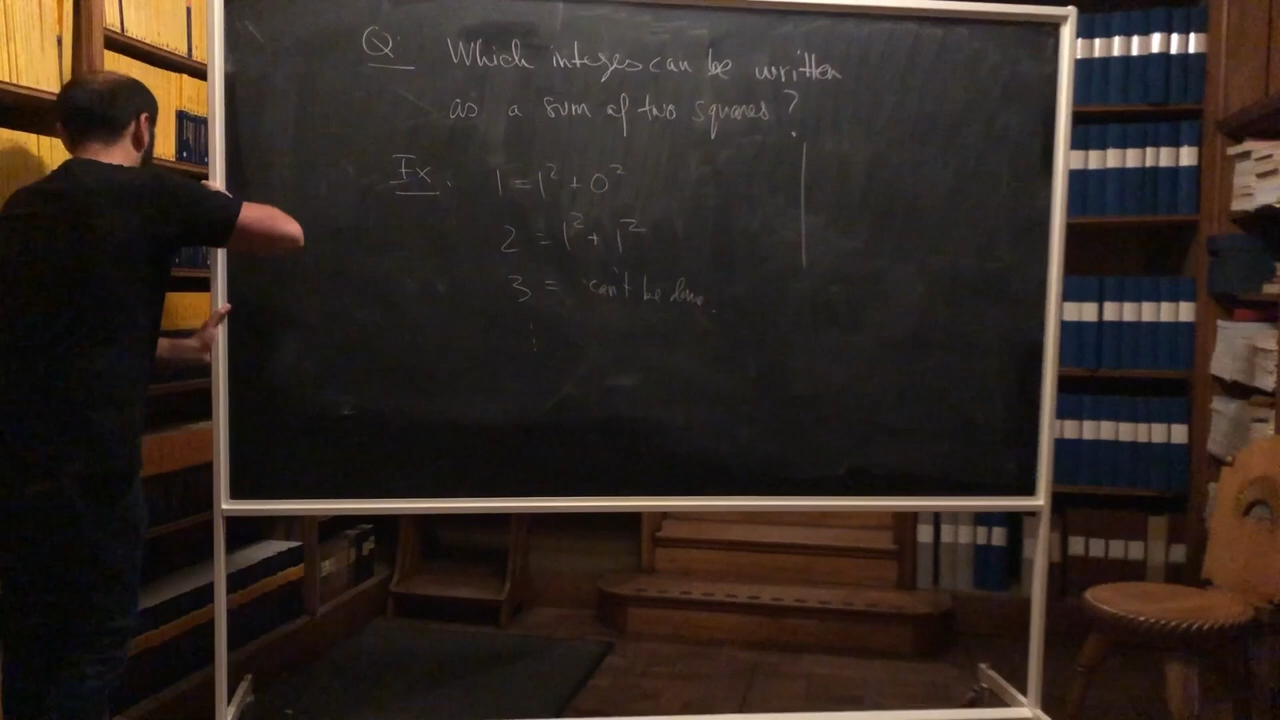 Q: Which integes can be written
as a sum of two squares?
Ex. 1 = 1² + 0²
2 = 1² + 1²
3 = can't be done.
⋮